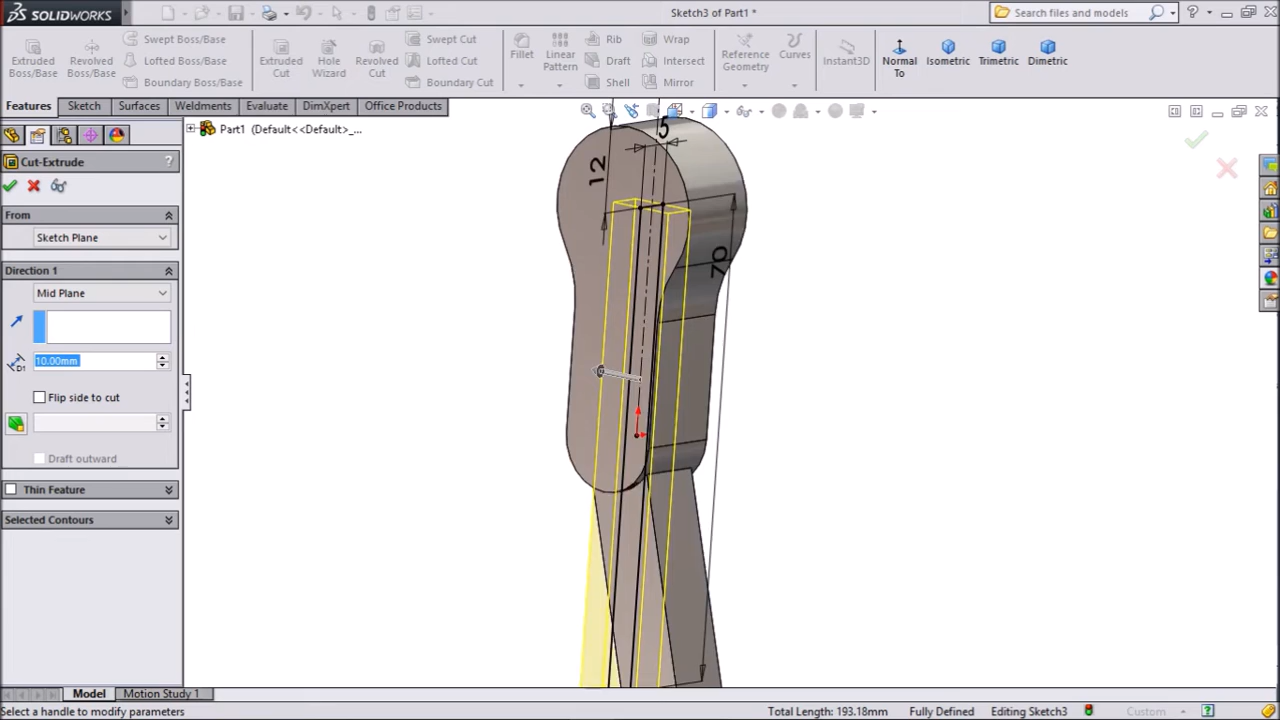 SOLIDWORKS
Sketch3 of Part1 *
Search files and models
Extruded Boss/Base
Revolved Boss/Base
Swept Boss/Base
Lofted Boss/Base
Boundary Boss/Base
Extruded Cut
Hole Wizard
Revolved Cut
Swept Cut
Lofted Cut
Boundary Cut
Fillet
Linear Pattern
Rib
Draft
Shell
Wrap
Intersect
Mirror
Reference Geometry
Curves
Instant3D
Normal To
Isometric
Trimetric
Dimetric
Features
Sketch
Surfaces
Weldments
Evaluate
DimXpert
Office Products
Part1 (Default<<Default>_...
Cut-Extrude
?
From
Sketch Plane
Direction 1
Mid Plane
D1
10.00mm
Flip side to cut
Draft outward
Thin Feature
Selected Contours
5
12
70
Model
Motion Study 1
Select a handle to modify parameters
Total Length: 193.18mm
Fully Defined
Editing Sketch3
Custom
?